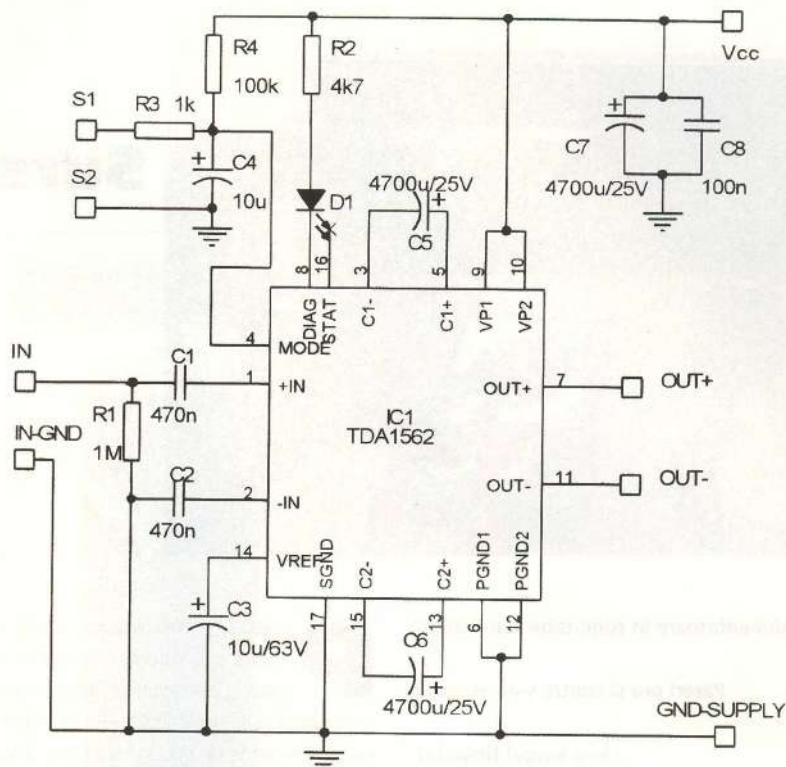 Vcc
R4
100k
R2
4k7
S1
R3
1k
S2
+
C4
10u
D1
4700u/25V
+
C5
+
C7
4700u/25V
C8
100n
8
16
3
5
9
10
DIAG
STAT
C1-
C1+
VP1
VP2
4
MODE
IN
C1
470n
1
+IN
OUT+
7
OUT+
R1
1M
IC1
TDA1562
IN-GND
C2
470n
2
-IN
OUT-
11
OUT-
14
VREF
SGND
C2-
C2+
PGND1
PGND2
17
15
13
6
12
+
C3
10u/63V
C6
+
4700u/25V
GND-SUPPLY